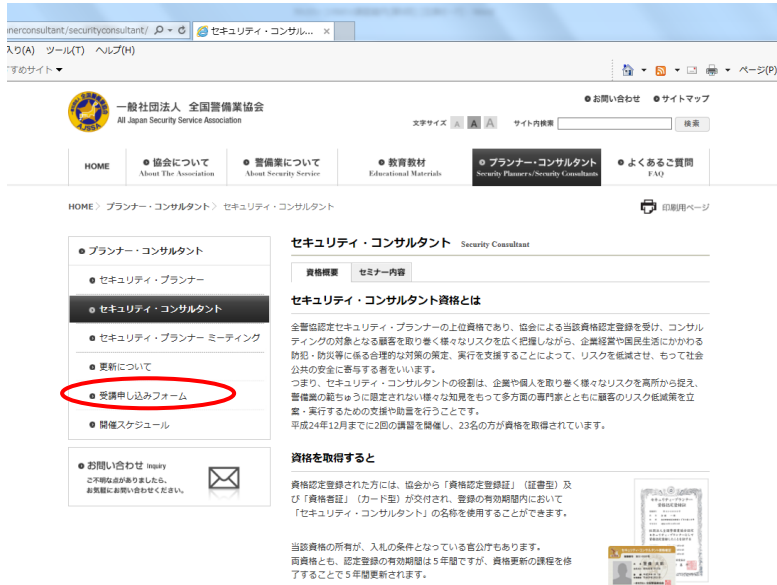 nerconsultant/securityconsultant/
セキュリティ・コンサル... ×
入り(A) ツール(T) ヘルプ(H)
すめサイト ▼
ページ(P)
一般社団法人 全国警備業協会
All Japan Security Service Association
AJSSA
お問い合わせ サイトマップ
文字サイズ A A A サイト内検索 検索
HOME 協会について 警備業について 教育教材 プランナー・コンサルタント よくあるご質問
About The Association About Security Service Educational Materials Security Planners/Security Consultants FAQ
HOME > プランナー・コンサルタント > セキュリティ・コンサルタント
印刷用ページ
プランナー・コンサルタント
セキュリティ・プランナー
セキュリティ・コンサルタント
セキュリティ・プランナー ミーティング
更新について
受講申し込みフォーム
開催スケジュール
お問い合わせ Inquiry
ご不明な点がありましたら、
お気軽にお問い合わせください。
セキュリティ・コンサルタント Security Consultant
資格概要 セミナー内容
セキュリティ・コンサルタント資格とは
全警協認定セキュリティ・プランナーの上位資格であり、協会による当該資格認定登録を受け、コンサル
ティングの対象となる顧客を取り巻く様々なリスクを広く把握しながら、企業経営や国民生活にかかわる
防犯・防災等に係る合理的な対策の策定、実行を支援することによって、リスクを低減させ、もって社会
公共の安全に寄与する者をいいます。
つまり、セキュリティ・コンサルタントの役割は、企業や個人を取り巻く様々なリスクを高所から捉え、
警備業の範ちゅうに限定されない様々な知見をもって多方面の専門家とともに顧客のリスク低減策を立
案・実行するための支援や助言を行うことです。
平成24年12月までに2回の講習を開催し、23名の方が資格を取得されています。
資格を取得すると
資格認定登録された方には、協会から「資格認定登録証」（証書型）及
び「資格者証」（カード型）が交付され、登録の有効期間内において
「セキュリティ・コンサルタント」の名称を使用することができます。
当該資格の所有が、入札の条件となっている官公庁もあります。
両資格とも、認定登録の有効期間は５年間ですが、資格更新の課程を修
了することで５年間更新されます。